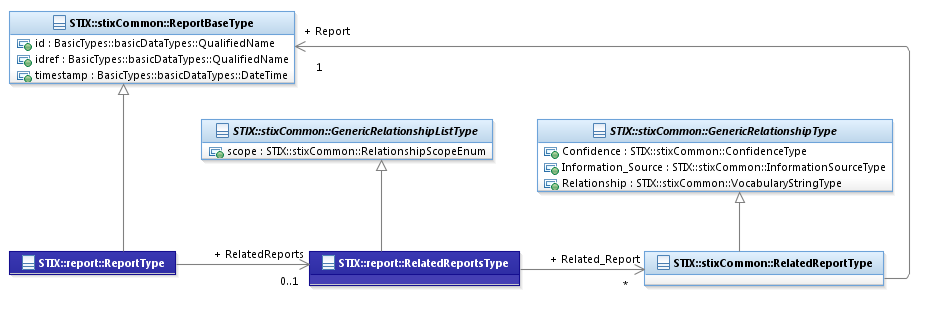 STIX::stixCommon::ReportBaseType
id : BasicTypes::basicDataTypes::QualifiedName
idref : BasicTypes::basicDataTypes::QualifiedName
timestamp : BasicTypes::basicDataTypes::DateTime
+ Report
1
STIX::stixCommon::GenericRelationshipListType
scope : STIX::stixCommon::RelationshipScopeEnum
STIX::stixCommon::GenericRelationshipType
Confidence : STIX::stixCommon::ConfidenceType
Information_Source : STIX::stixCommon::InformationSourceType
Relationship : STIX::stixCommon::VocabularyStringType
STIX::report::ReportType
+ RelatedReports
0..1
STIX::report::RelatedReportsType
+ Related_Report
*
STIX::stixCommon::RelatedReportType